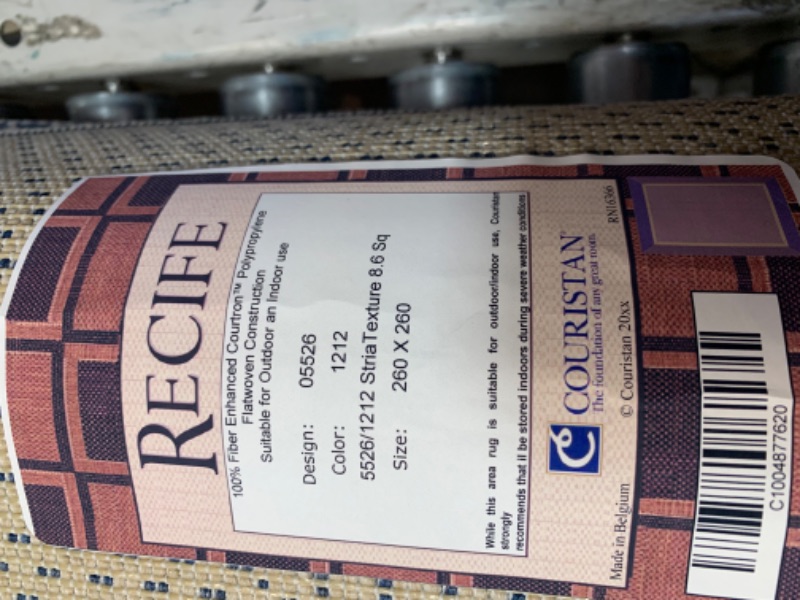 RECIFE
100% Fiber Enhanced Courtron™ Polypropylene
Flatwoven Construction
Suitable for Outdoor an Indoor use
Design: 05526
Color: 1212
5526/1212 StriaTexture 8.6 Sq
Size: 260 X 260
While this area rug is suitable for outdoor/indoor use, Couristan
strongly
recommends that it be stored indoors during severe weather conditions
COURISTAN®
The foundation of any great room.
Made in Belgium © Couristan 20xx RN16366
C1004877620